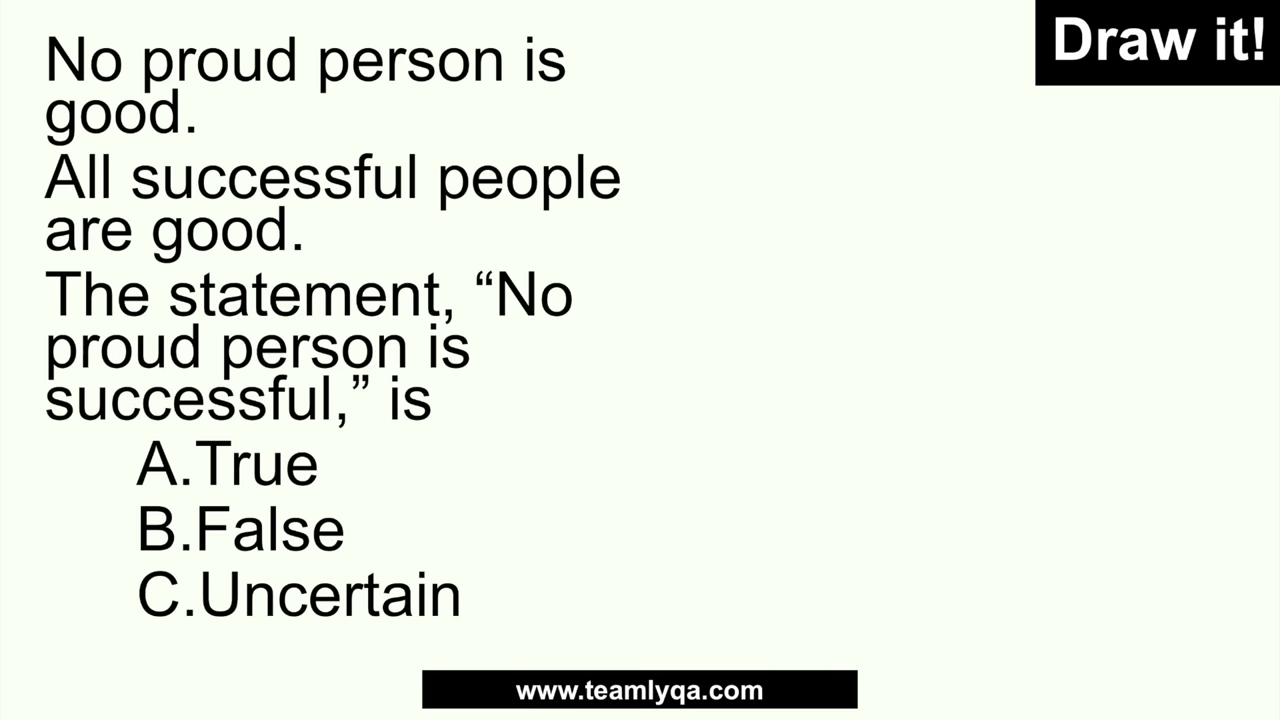 Draw it!
No proud person is
good.
All successful people
are good.
The statement, “No
proud person is
successful,” is
A.True
B.False
C.Uncertain
www.teamlyqa.com